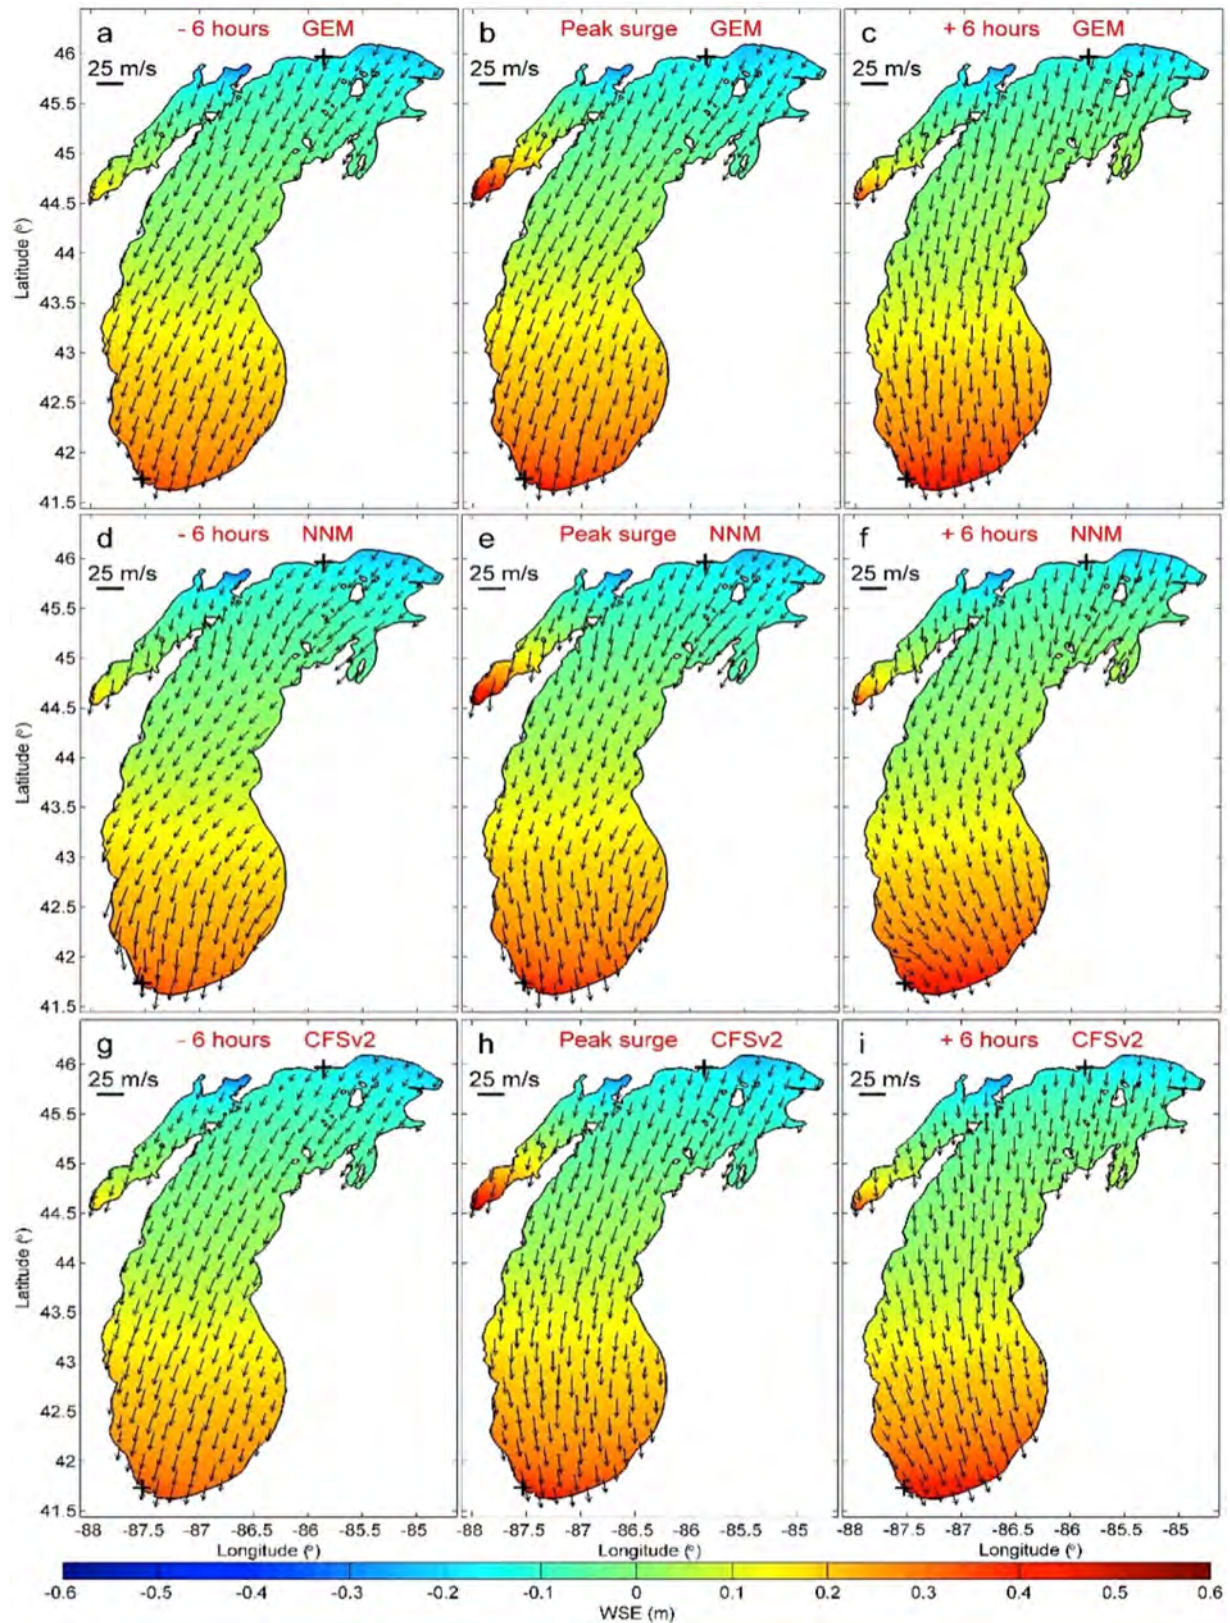 a - 6 hours GEM
b Peak surge GEM
c + 6 hours GEM
25 m/s
25 m/s
25 m/s
46
45.5
45
44.5
44
43.5
43
42.5
42
41.5
Latitude (º)
d - 6 hours NNM
e Peak surge NNM
f + 6 hours NNM
25 m/s
25 m/s
25 m/s
46
45.5
45
44.5
44
43.5
43
42.5
42
41.5
Latitude (º)
g - 6 hours CFSv2
h Peak surge CFSv2
i + 6 hours CFSv2
25 m/s
25 m/s
25 m/s
46
45.5
45
44.5
44
43.5
43
42.5
42
41.5
Latitude (º)
-88 -87.5 -87 -86.5 -86 -85.5 -85
-88 -87.5 -87 -86.5 -86 -85.5 -85
-88 -87.5 -87 -86.5 -86 -85.5 -85
Longitude (º)
Longitude (º)
Longitude (º)
-0.6 -0.5 -0.4 -0.3 -0.2 -0.1 0 0.1 0.2 0.3 0.4 0.5 0.6
WSE (m)